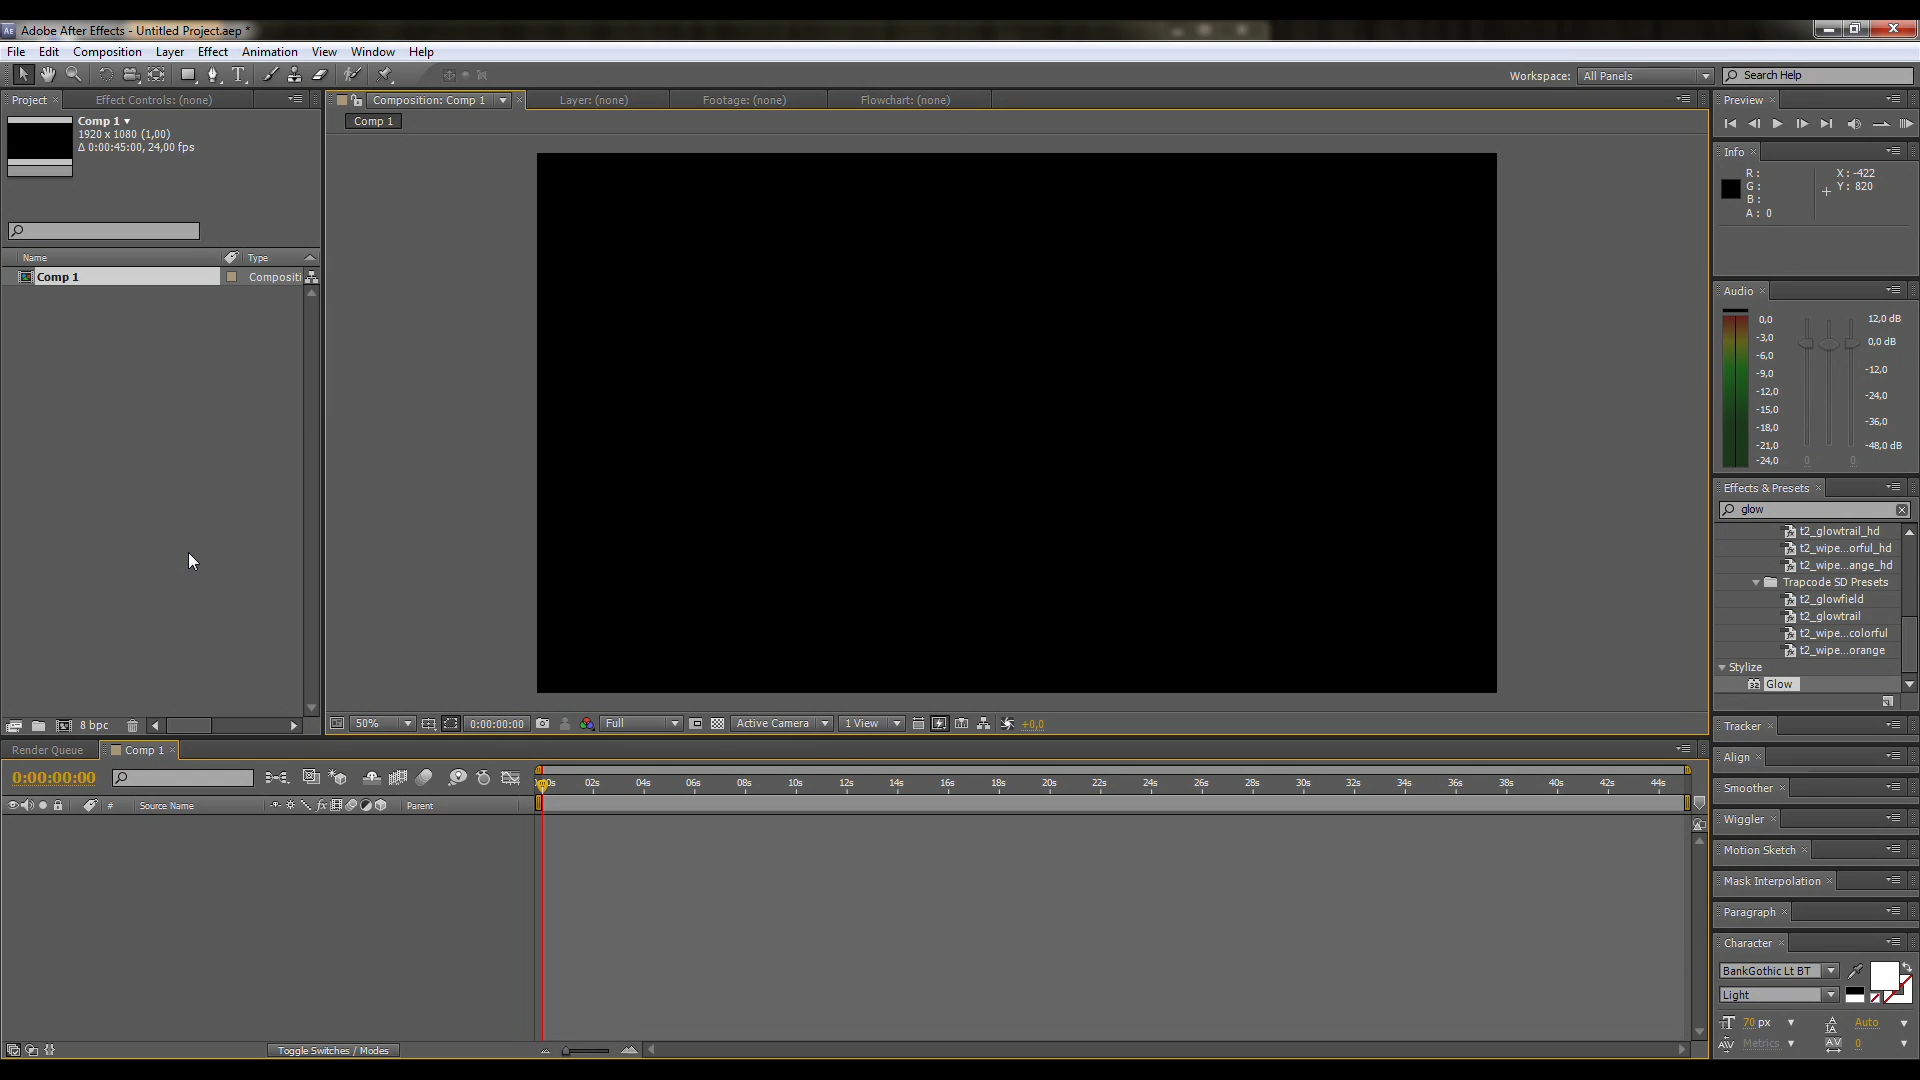 Adobe After Effects - Untitled Project.aep *
File Edit Composition Layer Effect Animation View Window Help
Workspace: All Panels
Search Help
Project
Effect Controls: (none)
Comp 1
1920 x 1080 (1,00)
Δ 0:00:45:00, 24,00 fps
Name Type
Comp 1 Compositi
8 bpc
Composition: Comp 1
Layer: (none)
Footage: (none)
Flowchart: (none)
Comp 1
50% 0:00:00:00 Full Active Camera 1 View +0,0
Preview
Info
R :
G :
B :
A : 0
X : -422
Y : 820
Audio
0,0
-3,0
-6,0
-9,0
-12,0
-15,0
-18,0
-21,0
-24,0
0 0
12,0 dB
0,0 dB
-12,0
-24,0
-36,0
-48,0 dB
Effects & Presets
glow
t2_glowtrail_hd
t2_wipe...orful_hd
t2_wipe...ange_hd
Trapcode SD Presets
t2_glowfield
t2_glowtrail
t2_wipe...colorful
t2_wipe...orange
Stylize
32 Glow
Tracker
Align
Smoother
Wiggler
Motion Sketch
Mask Interpolation
Paragraph
Character
BankGothic Lt BT
Light
70 px Auto
Metrics 0
Render Queue Comp 1
0:00:00:00
# Source Name Parent
02s 04s 06s 08s 10s 12s 14s 16s 18s 20s 22s 24s 26s 28s 30s 32s 34s 36s 38s 40s 42s 44s
Toggle Switches / Modes